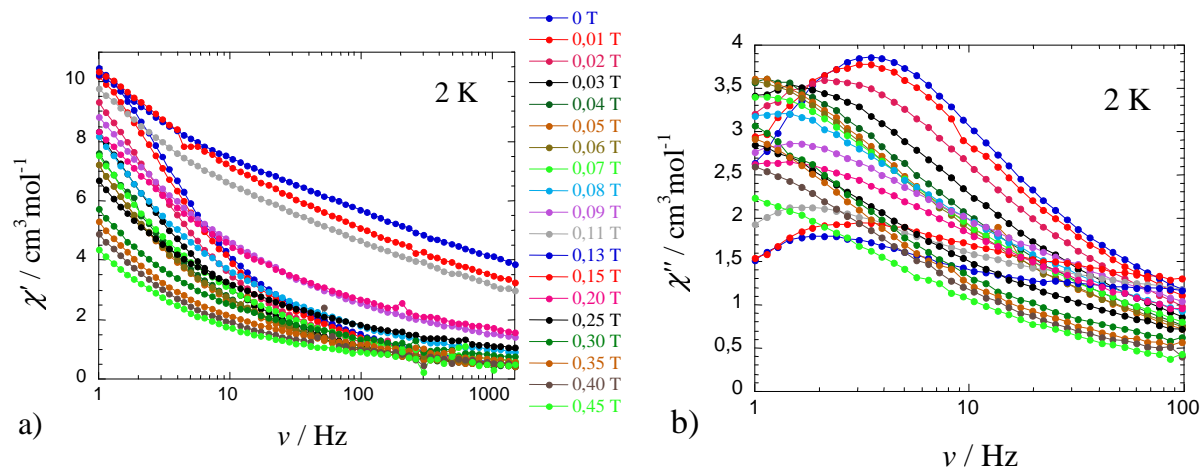 χ' / cm³mol⁻¹
10
8
6
4
2
0
1
10
100
1000
ν / Hz
2 K
a)
0 T
0,01 T
0,02 T
0,03 T
0,04 T
0,05 T
0,06 T
0,07 T
0,08 T
0,09 T
0,11 T
0,13 T
0,15 T
0,20 T
0,25 T
0,30 T
0,35 T
0,40 T
0,45 T
b)
χ'' / cm³mol⁻¹
4
3,5
3
2,5
2
1,5
1
0,5
0
1
10
100
ν / Hz
2 K